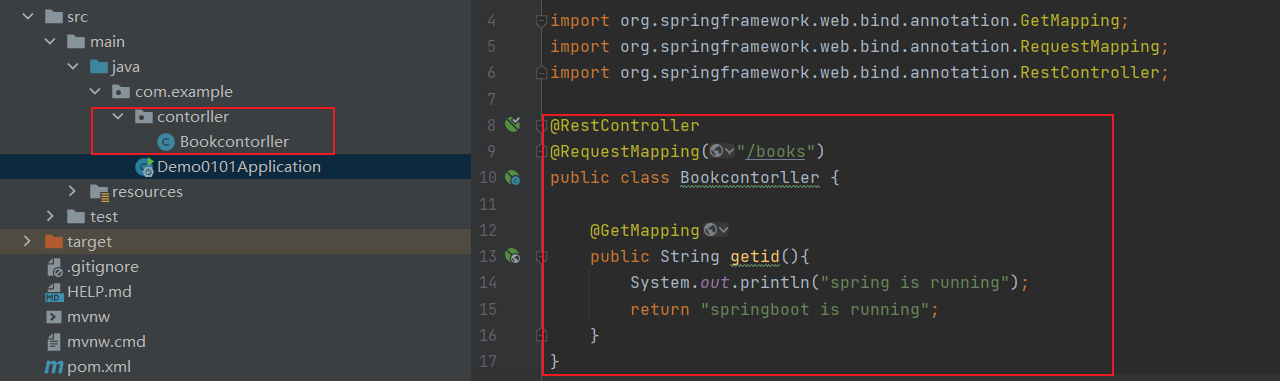 src
main
java
com.example
contorller
Bookcontorller
Demo0101Application
resources
test
target
.gitignore
HELP.md
mvnw
mvnw.cmd
pom.xml
4 import org.springframework.web.bind.annotation.GetMapping;
5 import org.springframework.web.bind.annotation.RequestMapping;
6 import org.springframework.web.bind.annotation.RestController;
7
8 @RestController
9 @RequestMapping("/books")
10 public class Bookcontorller {
11
12 @GetMapping
13 public String getid(){
14 System.out.println("spring is running");
15 return "springboot is running";
16 }
17 }